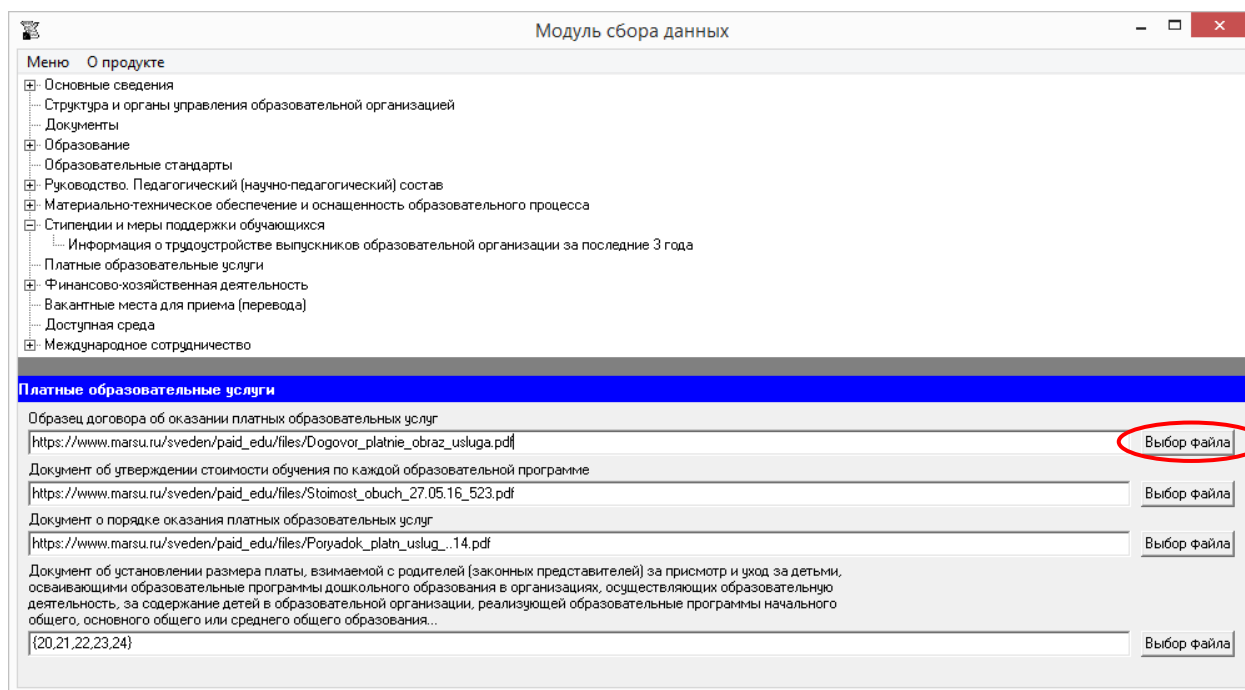 Модуль сбора данных
Меню О продукте
Основные сведения
Структура и органы управления образовательной организацией
Документы
Образование
Образовательные стандарты
Руководство. Педагогический (научно-педагогический) состав
Материально-техническое обеспечение и оснащенность образовательного процесса
Стипендии и меры поддержки обучающихся
Информация о трудоустройстве выпускников образовательной организации за последние 3 года
Платные образовательные услуги
Финансово-хозяйственная деятельность
Вакантные места для приема (перевода)
Доступная среда
Международное сотрудничество
Платные образовательные услуги
Образец договора об оказании платных образовательных услуг
https://www.marsu.ru/sveden/paid_edu/files/Dogovor_platnie_obraz_usluga.pdf Выбор файла
Документ об утверждении стоимости обучения по каждой образовательной программе
https://www.marsu.ru/sveden/paid_edu/files/Stoimost_obuch_27.05.16_523.pdf Выбор файла
Документ о порядке оказания платных образовательных услуг
https://www.marsu.ru/sveden/paid_edu/files/Poryadok_platn_uslug_..14.pdf Выбор файла
Документ об установлении размера платы, взимаемой с родителей (законных представителей) за присмотр и уход за детьми,
осваивающими образовательные программы дошкольного образования в организациях, осуществляющих образовательную
деятельность, за содержание детей в образовательной организации, реализующей образовательные программы начального
общего, основного общего или среднего общего образования...
{20,21,22,23,24} Выбор файла